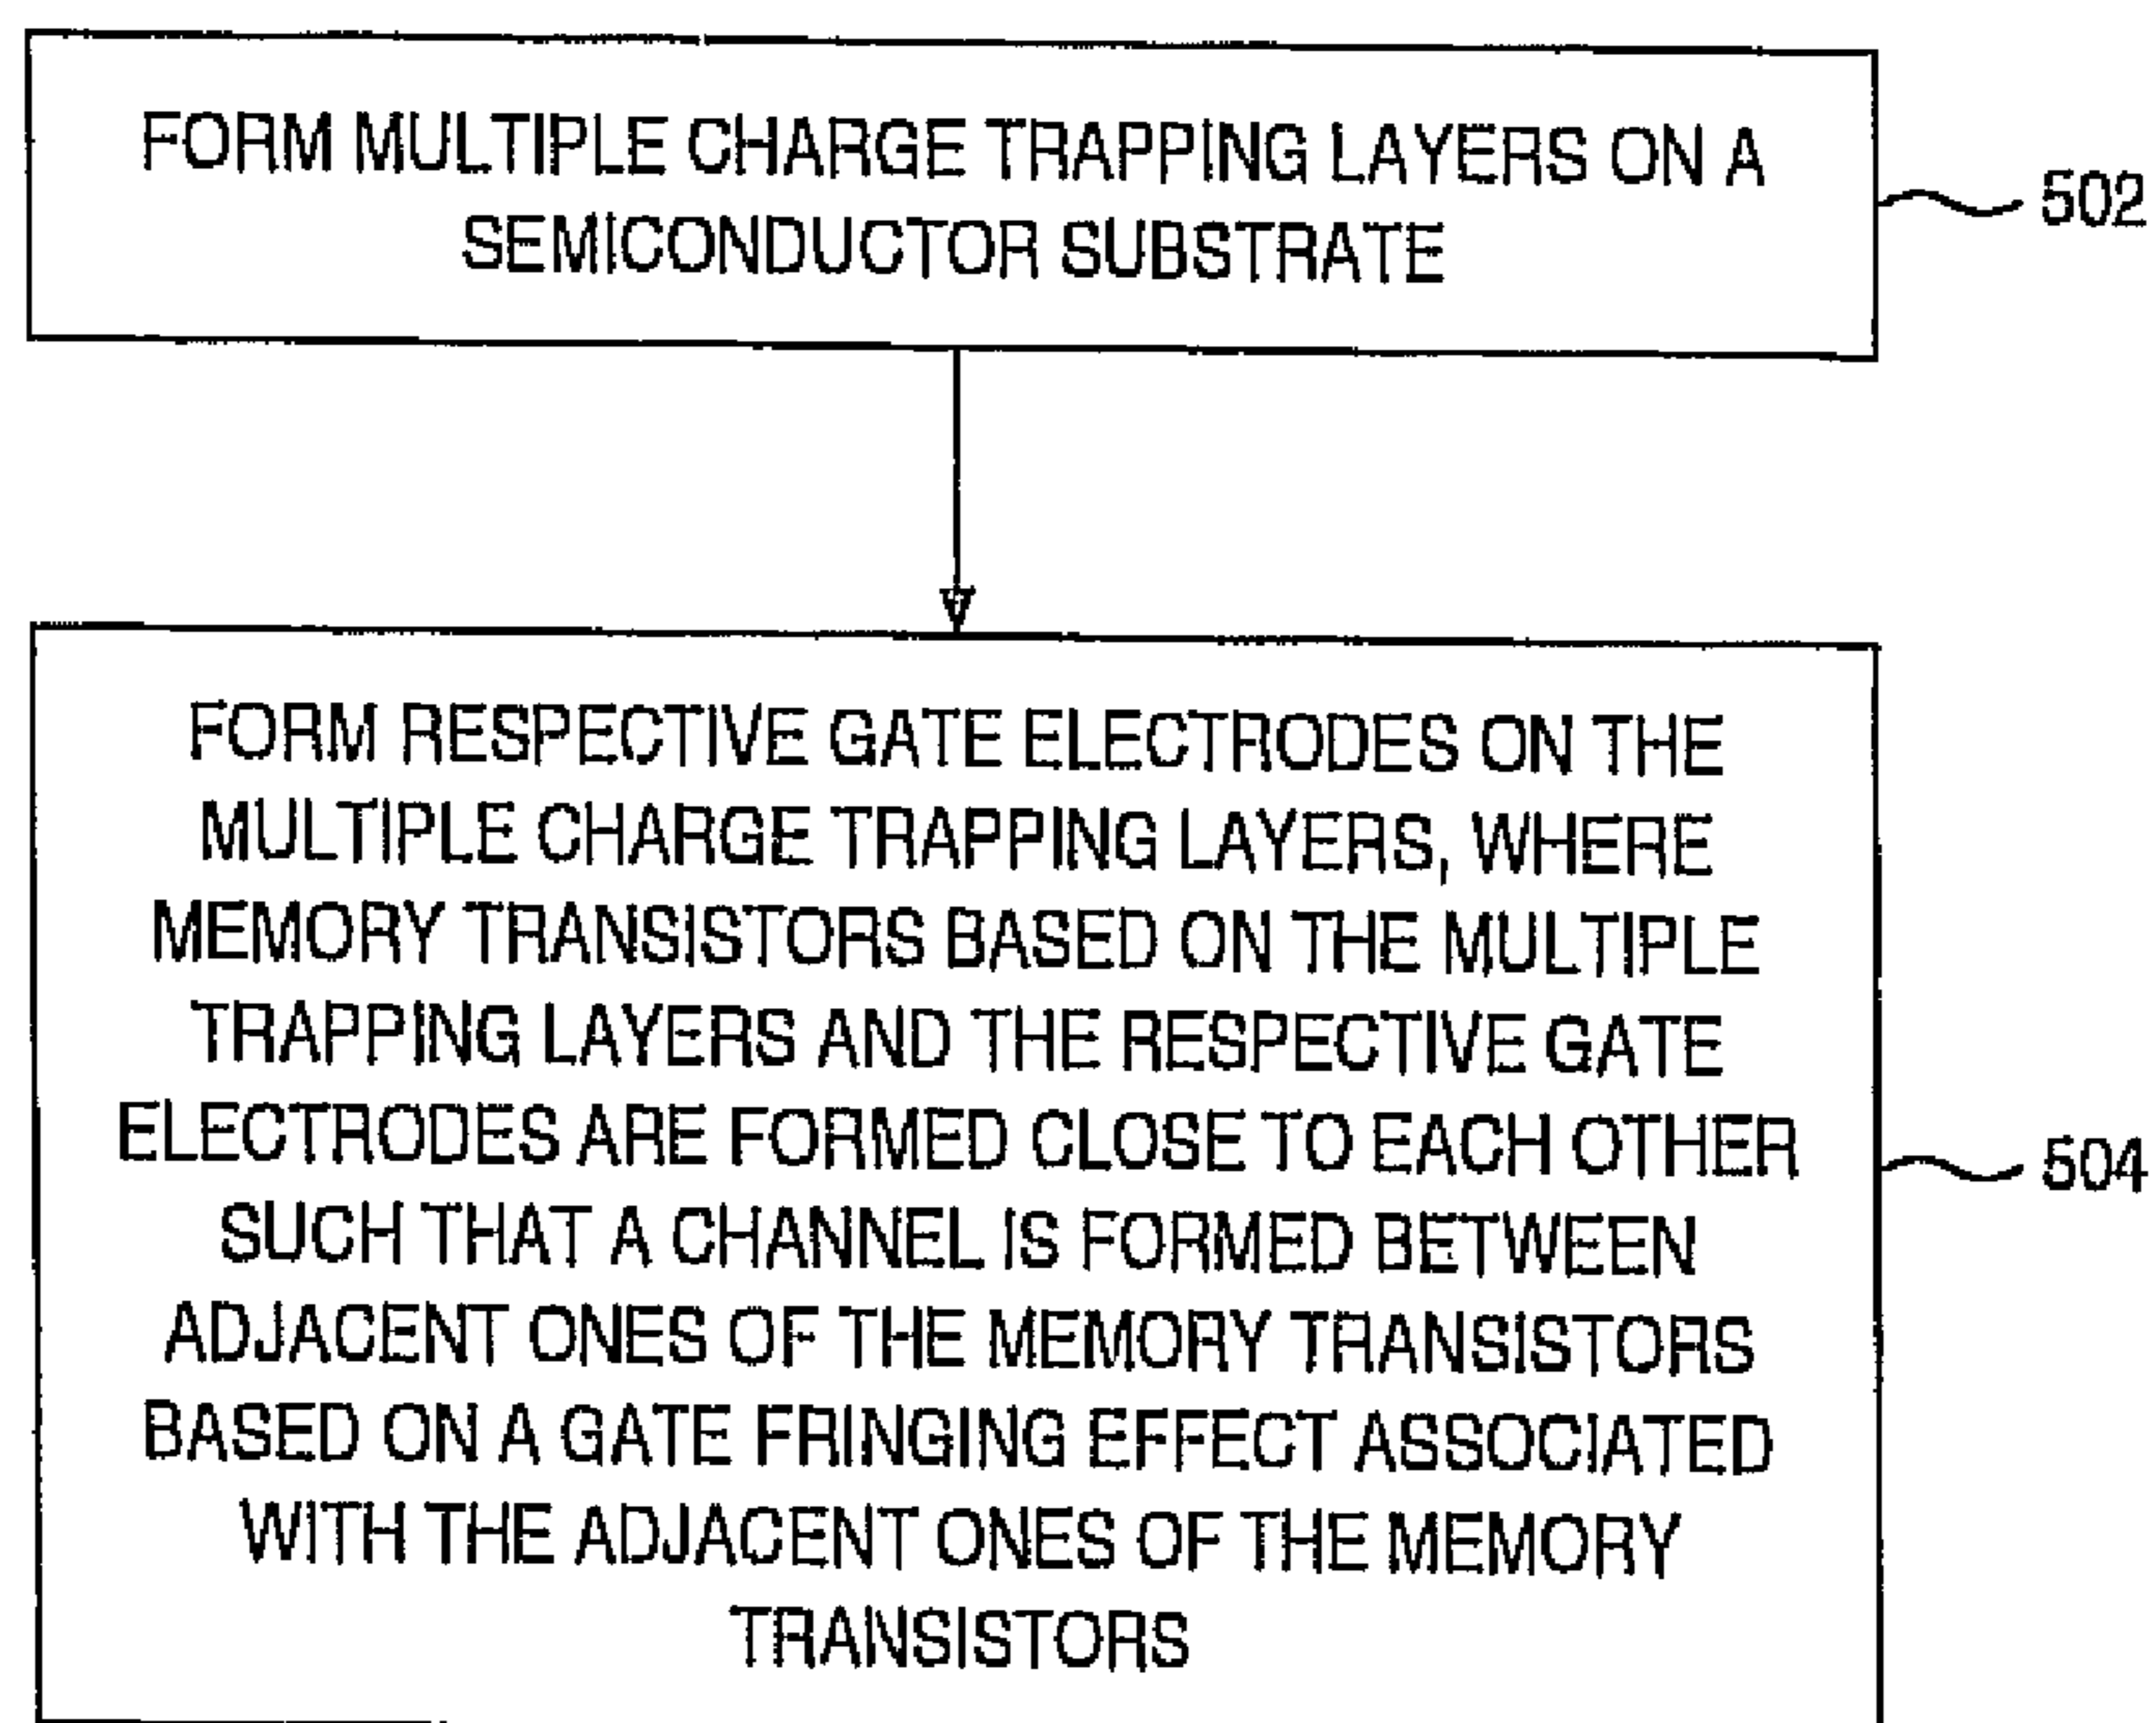 FORM MULTIPLE CHARGE TRAPPING LAYERS ON A
SEMICONDUCTOR SUBSTRATE
502
FORM RESPECTIVE GATE ELECTRODES ON THE
MULTIPLE CHARGE TRAPPING LAYERS, WHERE
MEMORY TRANSISTORS BASED ON THE MULTIPLE
TRAPPING LAYERS AND THE RESPECTIVE GATE
ELECTRODES ARE FORMED CLOSE TO EACH OTHER
SUCH THAT A CHANNEL IS FORMED BETWEEN
ADJACENT ONES OF THE MEMORY TRANSISTORS
BASED ON A GATE FRINGING EFFECT ASSOCIATED
WITH THE ADJACENT ONES OF THE MEMORY
TRANSISTORS
504